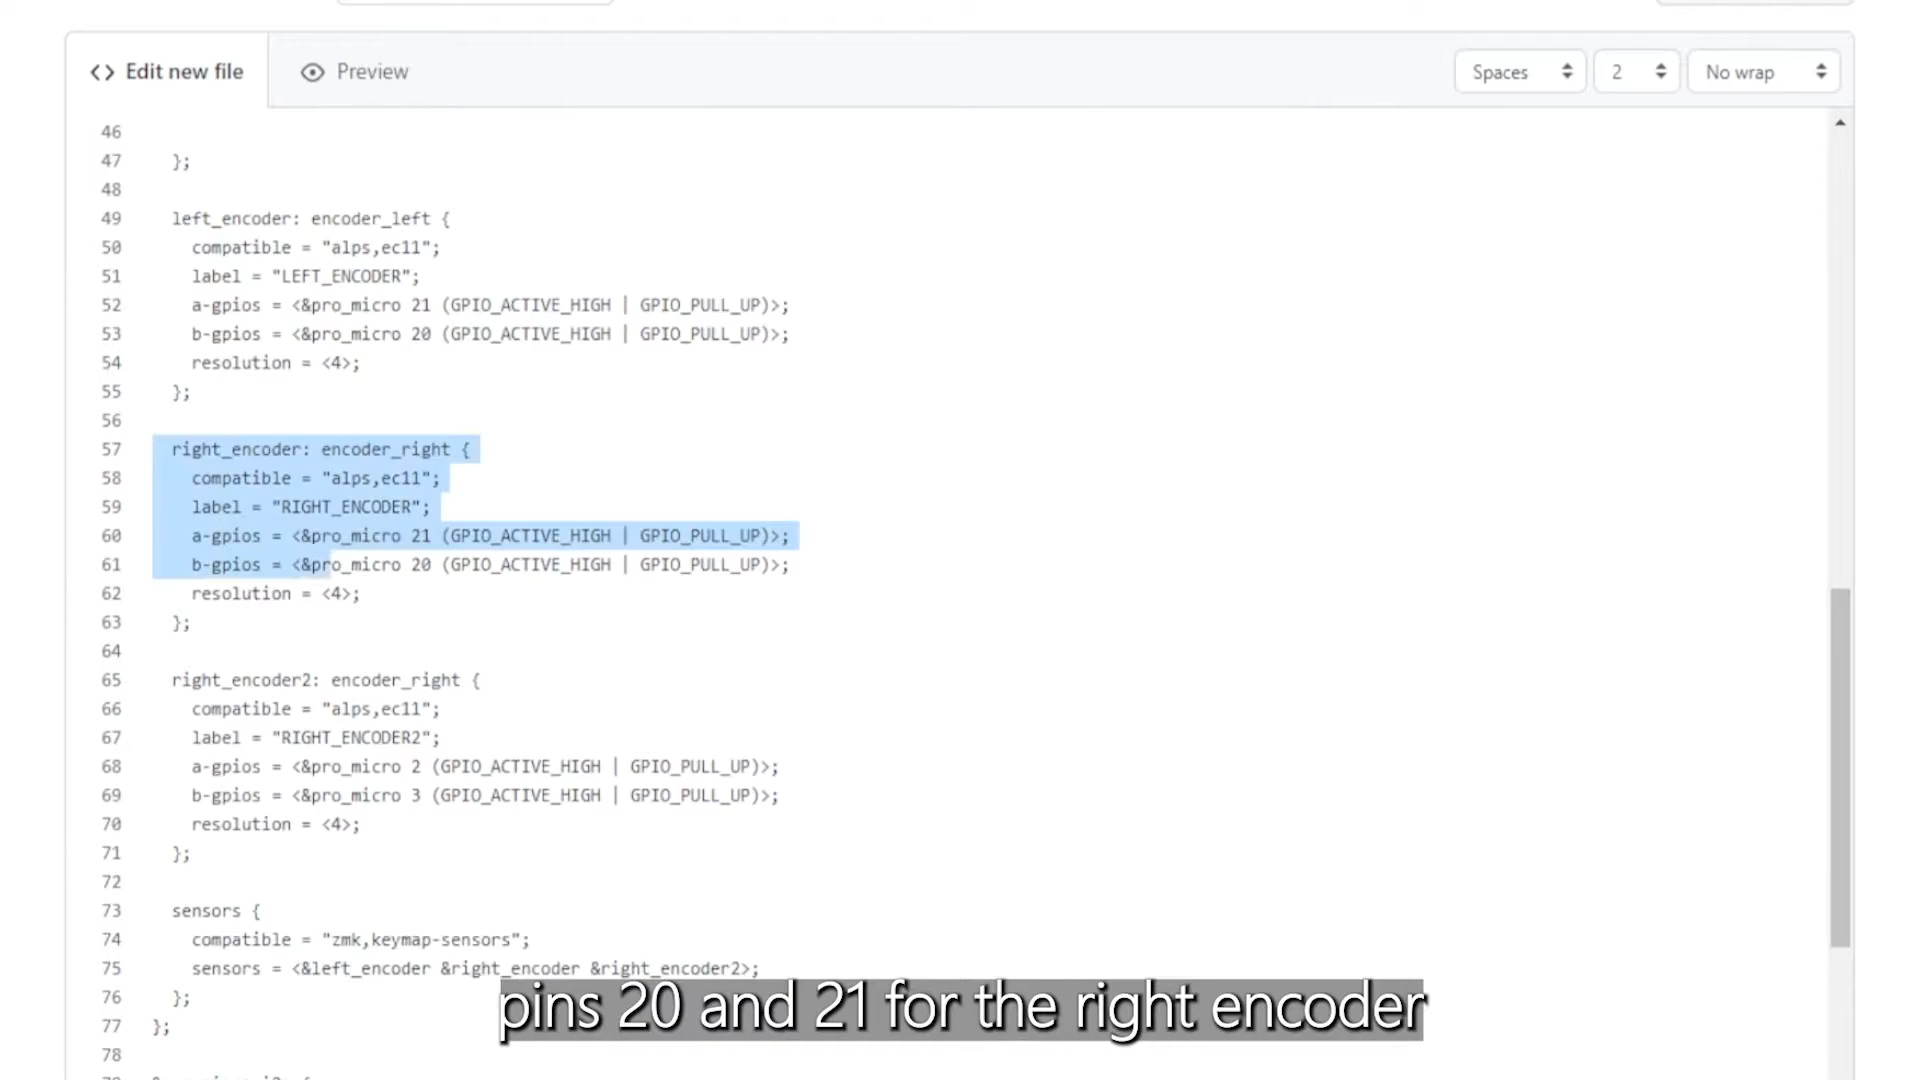 Edit new file
Preview
Spaces
2
No wrap
46
47 };
48
49 left_encoder: encoder_left {
50 compatible = "alps,ec11";
51 label = "LEFT_ENCODER";
52 a-gpios = <&pro_micro 21 (GPIO_ACTIVE_HIGH | GPIO_PULL_UP)>;
53 b-gpios = <&pro_micro 20 (GPIO_ACTIVE_HIGH | GPIO_PULL_UP)>;
54 resolution = <4>;
55 };
56
57 right_encoder: encoder_right {
58 compatible = "alps,ec11";
59 label = "RIGHT_ENCODER";
60 a-gpios = <&pro_micro 21 (GPIO_ACTIVE_HIGH | GPIO_PULL_UP)>;
61 b-gpios = <&pro_micro 20 (GPIO_ACTIVE_HIGH | GPIO_PULL_UP)>;
62 resolution = <4>;
63 };
64
65 right_encoder2: encoder_right {
66 compatible = "alps,ec11";
67 label = "RIGHT_ENCODER2";
68 a-gpios = <&pro_micro 2 (GPIO_ACTIVE_HIGH | GPIO_PULL_UP)>;
69 b-gpios = <&pro_micro 3 (GPIO_ACTIVE_HIGH | GPIO_PULL_UP)>;
70 resolution = <4>;
71 };
72
73 sensors {
74 compatible = "zmk,keymap-sensors";
75 sensors = <&left_encoder &right_encoder &right_encoder2>;
76 };
77 };
78
pins 20 and 21 for the right encoder